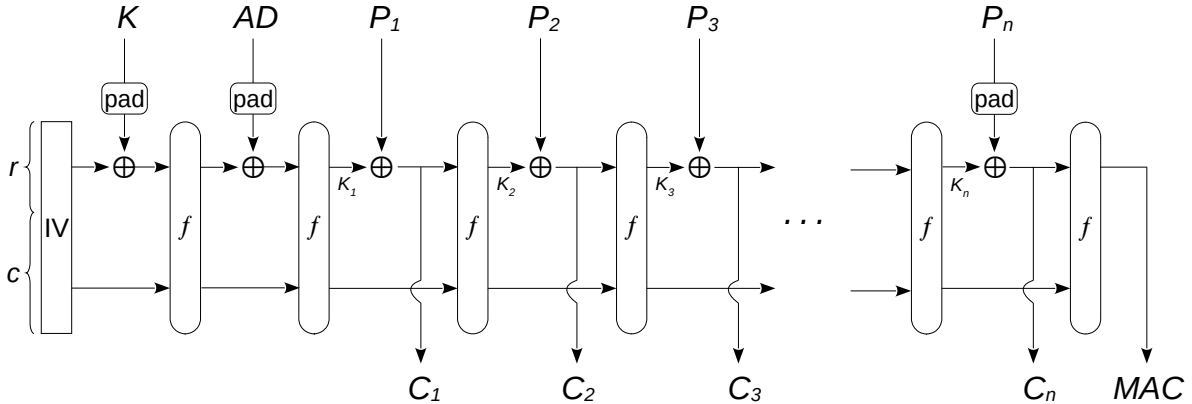 K AD P1 P2 P3 Pn
pad pad pad
r
K1 K2 K3 Kn
IV f f f f . . . f f
c
C1 C2 C3 Cn MAC